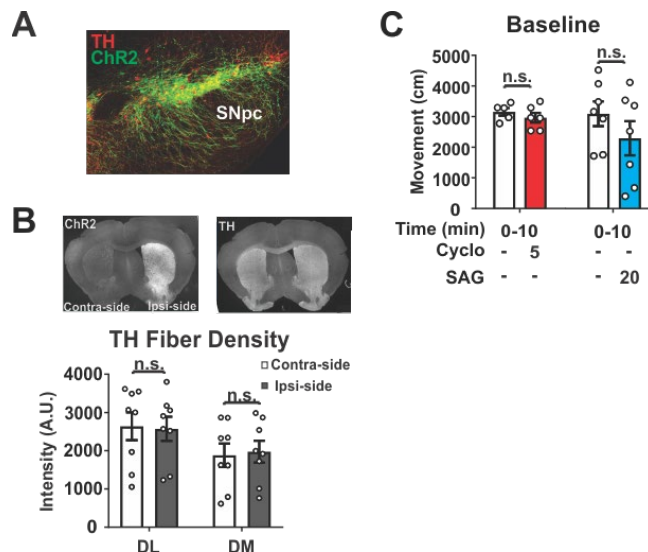 A
TH
ChR2
SNpc
B
ChR2
Contra-side
Ipsi-side
TH
TH Fiber Density
Contra-side
Ipsi-side
n.s.
n.s.
4000
3000
2000
1000
0
Intensity (A.U.)
DL
DM
C
Baseline
n.s.
n.s.
5000
4000
3000
2000
1000
0
Movement (cm)
Time (min) 0-10 0-10
Cyclo - 5 - -
SAG - - - 20